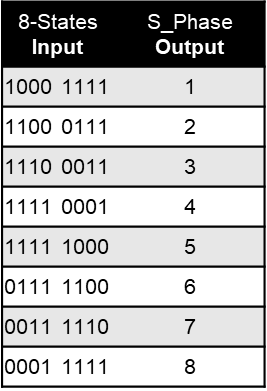 8-States S_Phase
Input Output
1000 1111 1
1100 0111 2
1110 0011 3
1111 0001 4
1111 1000 5
0111 1100 6
0011 1110 7
0001 1111 8